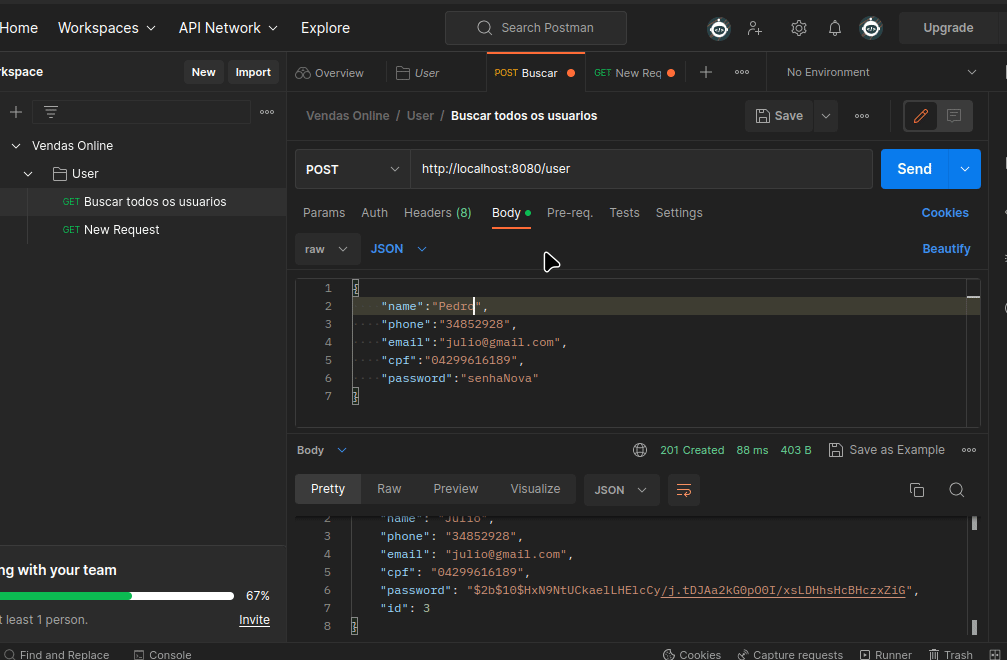 Home Workspaces API Network Explore Search Postman Upgrade
New Import Overview User POST Buscar GET New Req No Environment
Vendas Online / User / Buscar todos os usuarios Save
Vendas Online
User
GET Buscar todos os usuarios
GET New Request
POST http://localhost:8080/user Send
Params Auth Headers (8) Body Pre-req. Tests Settings Cookies
raw JSON Beautify
1 {
2 "name":"Pedro",
3 "phone":"34852928",
4 "email":"julio@gmail.com",
5 "cpf":"04299616189",
6 "password":"senhaNova"
7 }
Body 201 Created 88 ms 403 B Save as Example
Pretty Raw Preview Visualize JSON
2 "name": "Julio",
3 "phone": "34852928",
4 "email": "julio@gmail.com",
5 "cpf": "04299616189",
6 "password": "$2b$10$HxN9NtUCkaelLHElcCy/j.tDJAa2kG0pO0I/xsLDHhsHcBHczxZiG",
7 "id": 3
8 }
with your team
67%
least 1 person. Invite
Find and Replace Console Cookies Capture requests Runner Trash